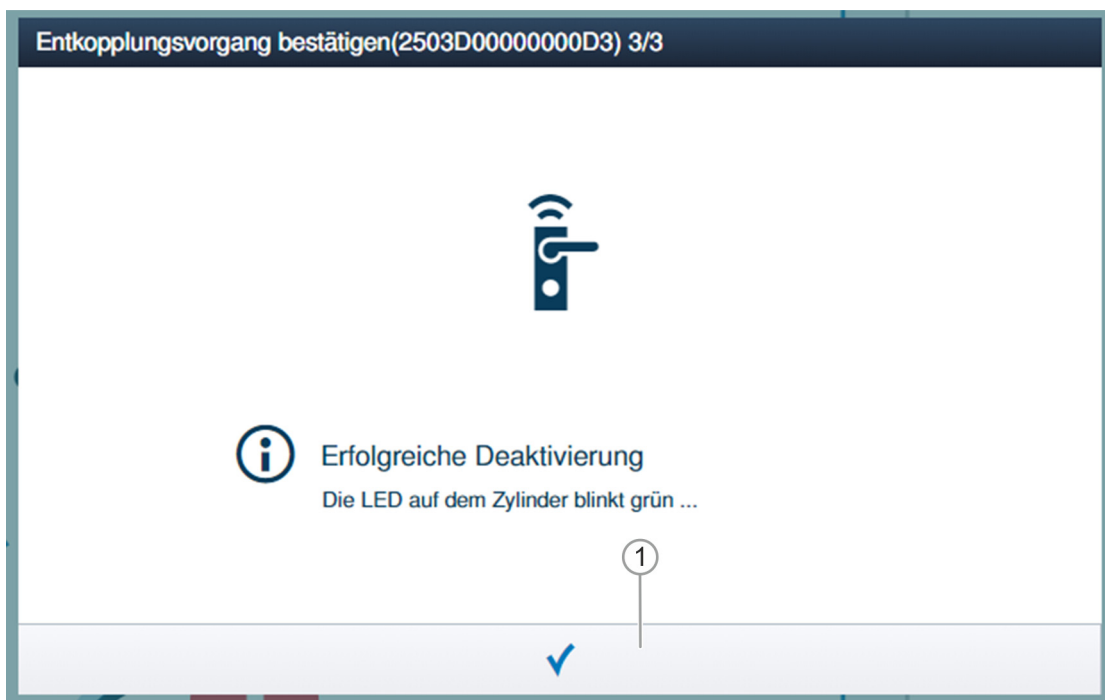 Entkopplungsvorgang bestätigen(2503D00000000D3) 3/3
Erfolgreiche Deaktivierung
Die LED auf dem Zylinder blinkt grün ...
1